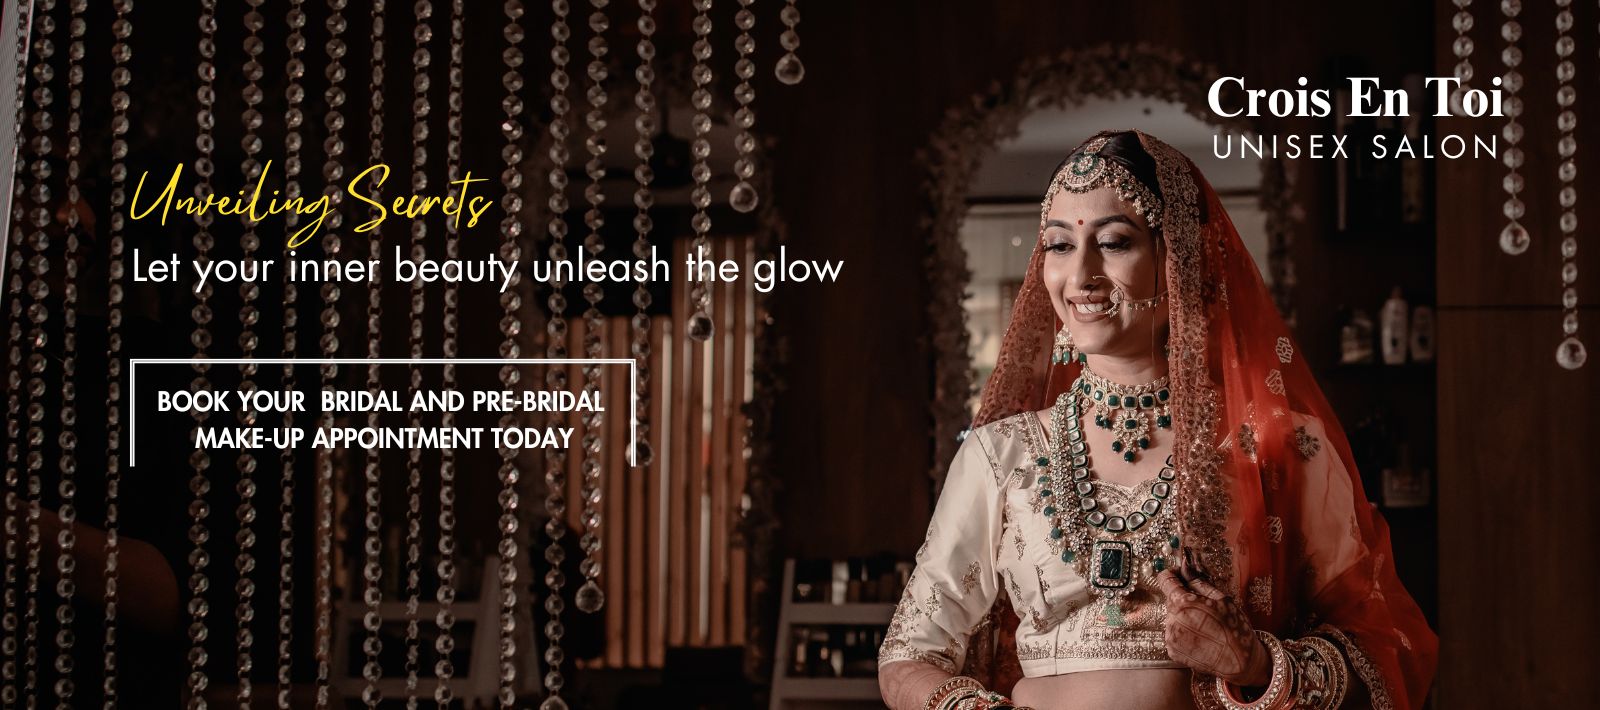 Crois En Toi
UNISEX SALON
Unveiling Secrets
Let your inner beauty unleash the glow
BOOK YOUR BRIDAL AND PRE-BRIDAL
MAKE-UP APPOINTMENT TODAY